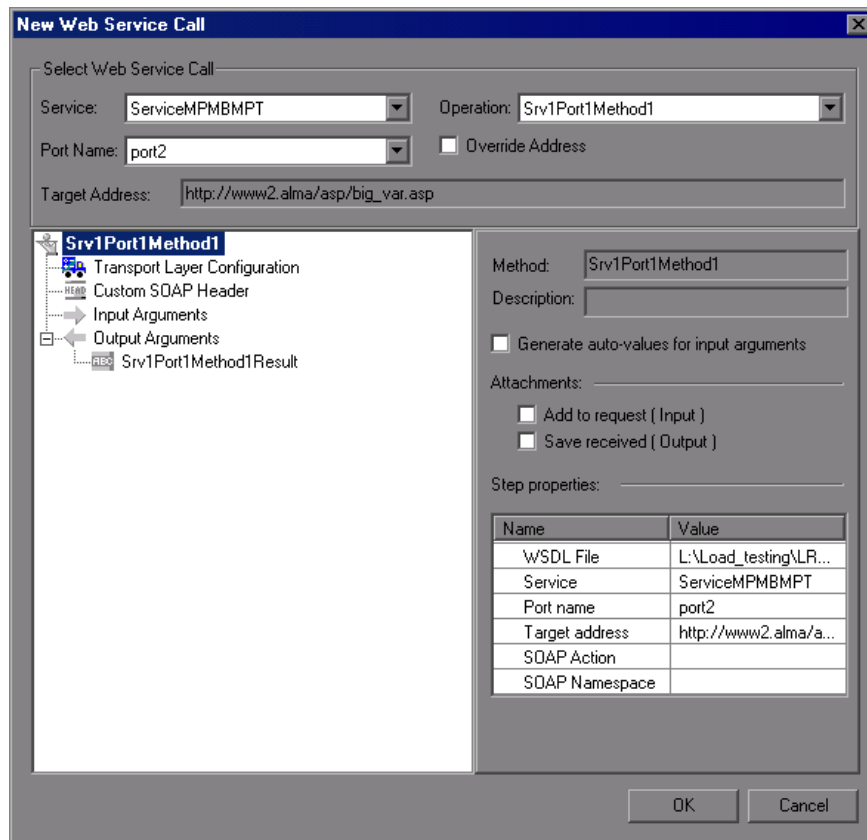 New Web Service Call
Select Web Service Call
Service: ServiceMPMBMPT Operation: Srv1Port1Method1
Port Name: port2 Override Address
Target Address: http://www2.alma/asp/big_var.asp
Srv1Port1Method1
Transport Layer Configuration
HEAD Custom SOAP Header
Input Arguments
Output Arguments
ABC Srv1Port1Method1Result
Method: Srv1Port1Method1
Description:
Generate auto-values for input arguments
Attachments:
Add to request ( Input )
Save received ( Output )
Step properties:
Name Value
WSDL File L:\Load_testing\LR...
Service ServiceMPMBMPT
Port name port2
Target address http://www2.alma/a...
SOAP Action
SOAP Namespace
OK Cancel